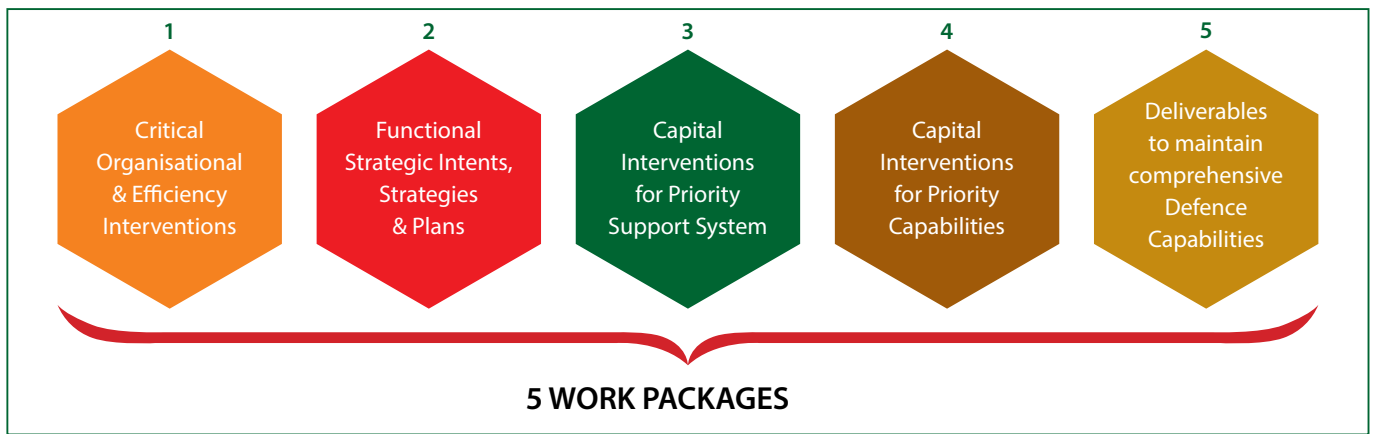 1
Critical
Organisational
& Efficiency
Interventions
2
Functional
Strategic Intents,
Strategies
& Plans
3
Capital
Interventions
for Priority
Support System
4
Capital
Interventions
for Priority
Capabilities
5
Deliverables
to maintain
comprehensive
Defence
Capabilities
5 WORK PACKAGES